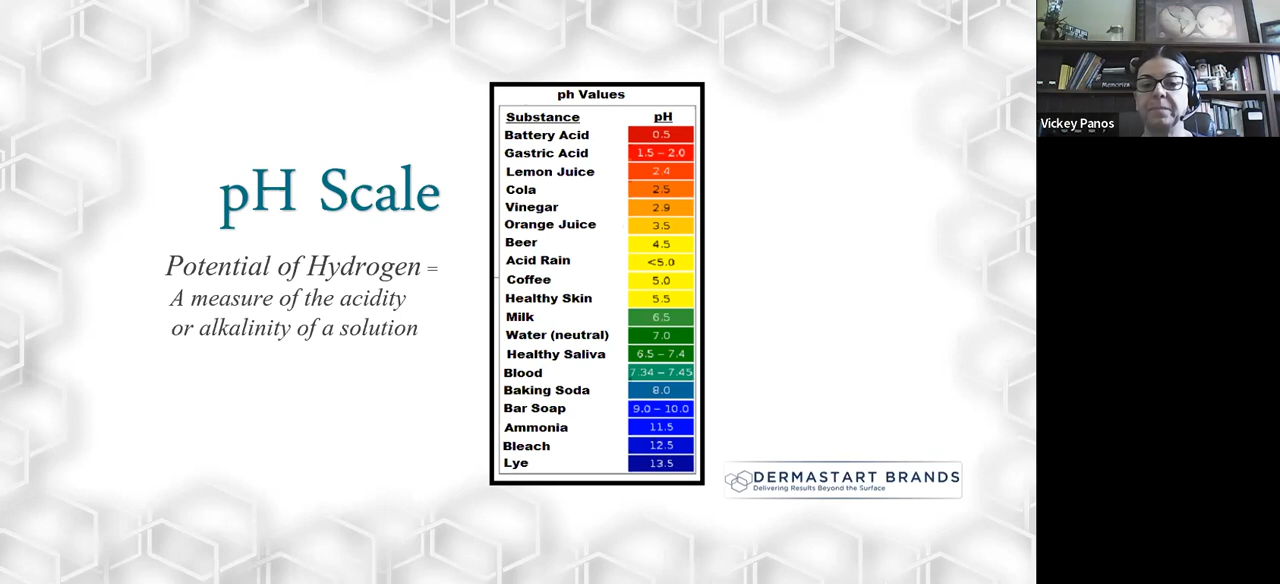 pH Scale
Potential of Hydrogen =
A measure of the acidity
or alkalinity of a solution
ph Values
Substance pH
Battery Acid 0.5
Gastric Acid 1.5 – 2.0
Lemon Juice 2.4
Cola 2.5
Vinegar 2.9
Orange Juice 3.5
Beer 4.5
Acid Rain <5.0
Coffee 5.0
Healthy Skin 5.5
Milk 6.5
Water (neutral) 7.0
Healthy Saliva 6.5 – 7.4
Blood 7.34 – 7.45
Baking Soda 8.0
Bar Soap 9.0 – 10.0
Ammonia 11.5
Bleach 12.5
Lye 13.5
DERMASTART BRANDS
Delivering Results Beyond the Surface
Vickey Panos